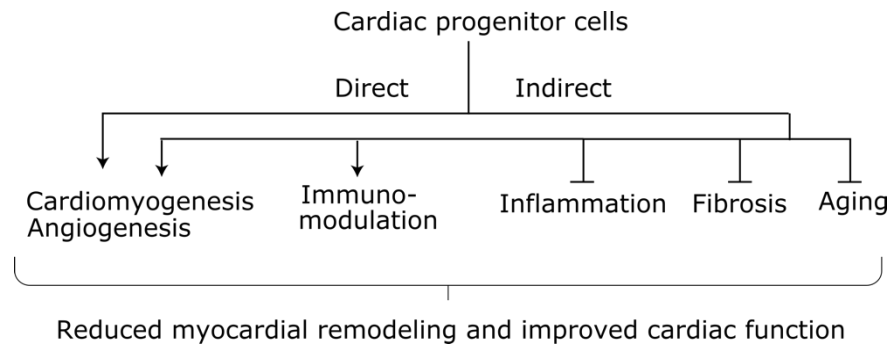 Cardiac progenitor cells
Direct Indirect
Cardiomyogenesis
Angiogenesis
Immuno-
modulation
Inflammation
Fibrosis
Aging
Reduced myocardial remodeling and improved cardiac function